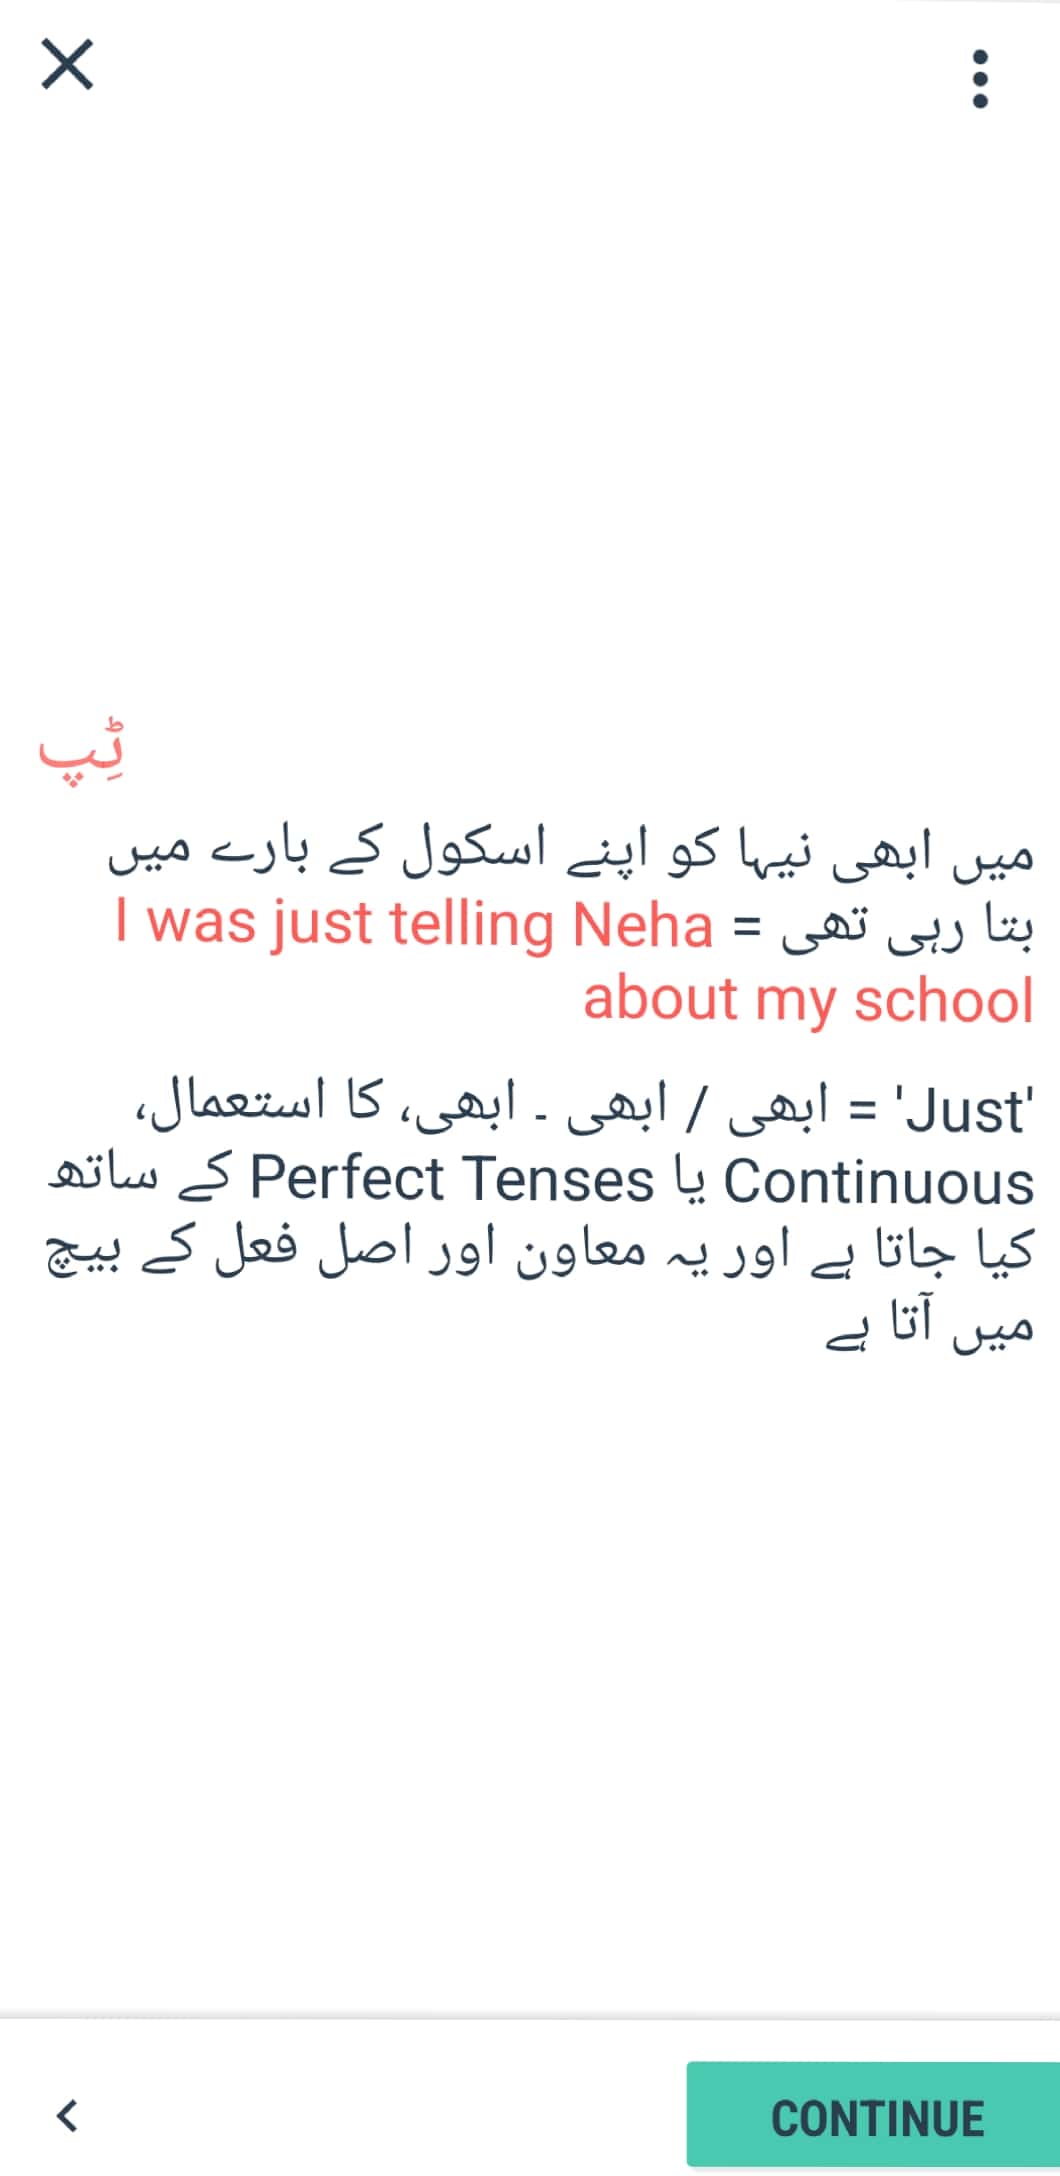 ٹِپ
میں ابھی نیہا کو اپنے اسکول کے بارے میں
بتا رہی تھی = I was just telling Neha
about my school
'Just' = ابھی / ابھی ۔ ابھی، کا استعمال،
Continuous یا Perfect Tenses کے ساتھ
کیا جاتا ہے اور یہ معاون اور اصل فعل کے بیچ
میں آتا ہے
CONTINUE